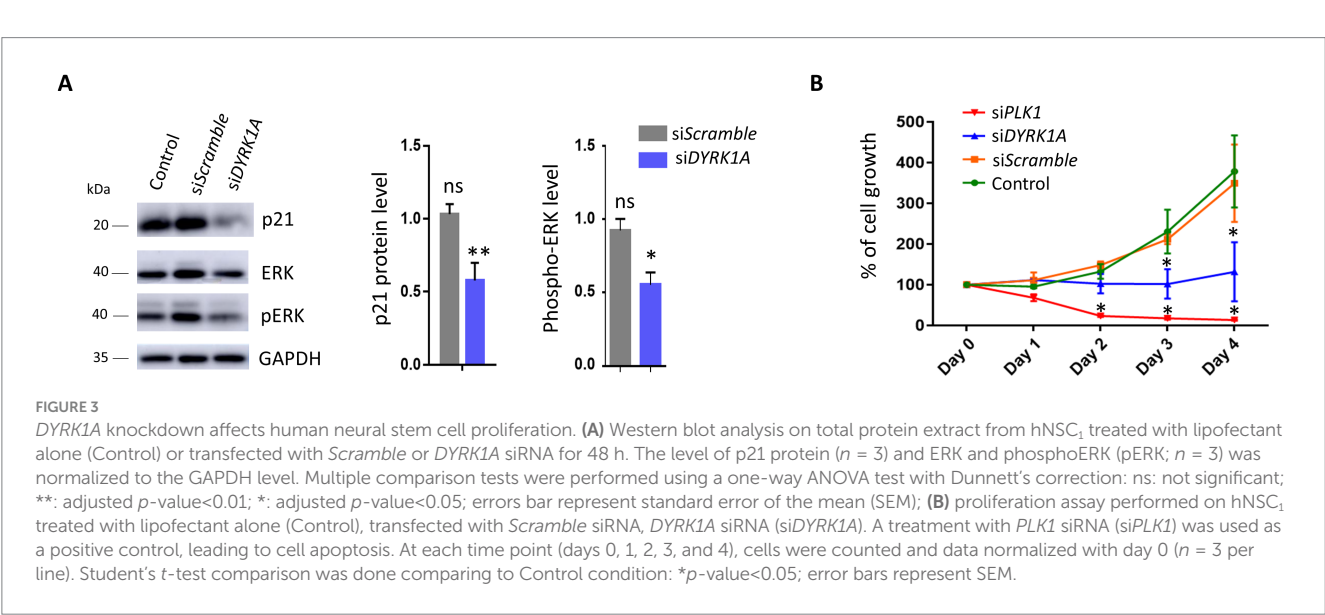 A
B
Control
siScramble
siDYRK1A
kDa
20
p21
40
ERK
40
pERK
35
GAPDH
p21 protein level
1.5
1.0
0.5
0.0
ns
**
Phospho-ERK level
1.5
1.0
0.5
0.0
ns
*
siScramble
siDYRK1A
siPLK1
siDYRK1A
siScramble
Control
% of cell growth
500
400
300
200
100
0
*
*
*
*
*
Day 0
Day 1
Day 2
Day 3
Day 4
FIGURE 3
DYRK1A knockdown affects human neural stem cell proliferation. (A) Western blot analysis on total protein extract from hNSC₁ treated with lipofectant
alone (Control) or transfected with Scramble or DYRK1A siRNA for 48 h. The level of p21 protein (n = 3) and ERK and phosphoERK (pERK; n = 3) was
normalized to the GAPDH level. Multiple comparison tests were performed using a one-way ANOVA test with Dunnett's correction: ns: not significant;
**: adjusted p-value<0.01; *: adjusted p-value<0.05; errors bar represent standard error of the mean (SEM); (B) proliferation assay performed on hNSC₁
treated with lipofectant alone (Control), transfected with Scramble siRNA, DYRK1A siRNA (siDYRK1A). A treatment with PLK1 siRNA (siPLK1) was used as
a positive control, leading to cell apoptosis. At each time point (days 0, 1, 2, 3, and 4), cells were counted and data normalized with day 0 (n = 3 per
line). Student's t-test comparison was done comparing to Control condition: *p-value<0.05; error bars represent SEM.